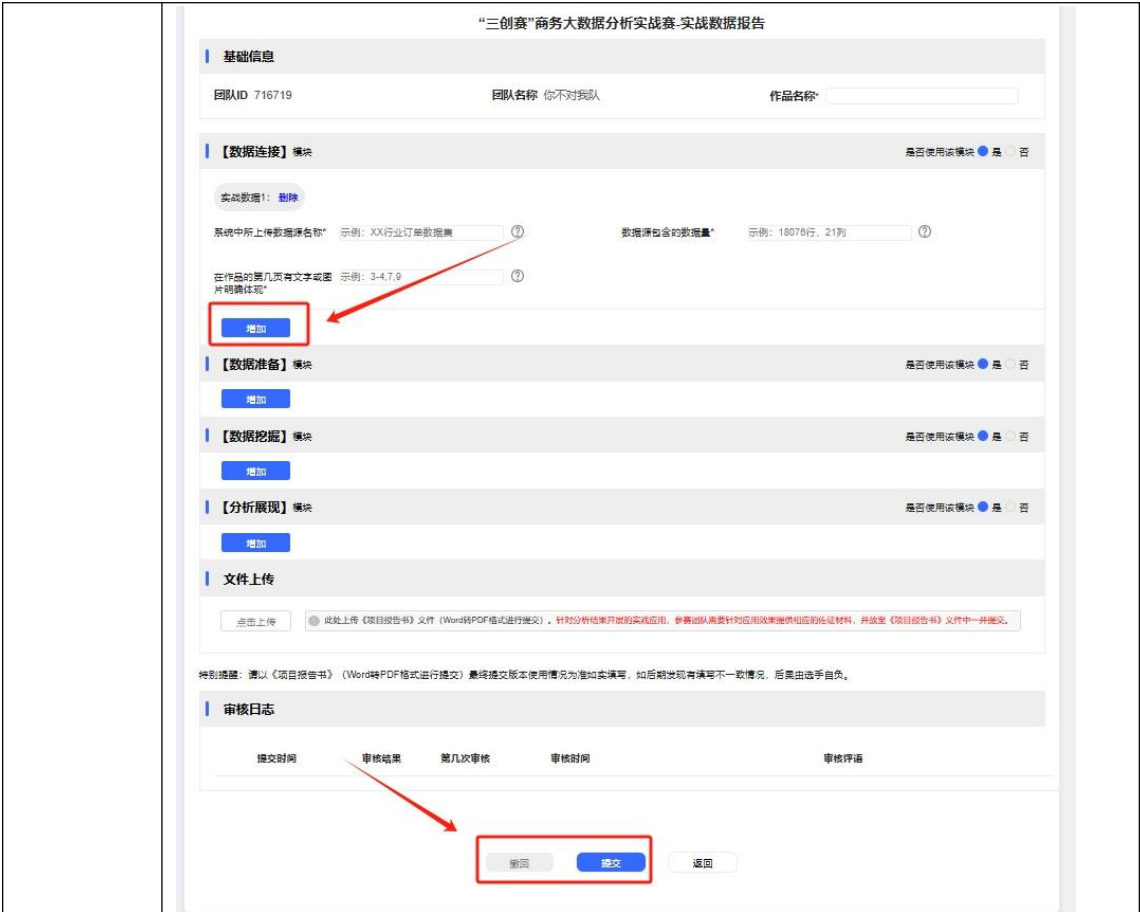 “三创赛”商务大数据分析实战赛-实战数据报告
基础信息
团队ID 716719 团队名称 你不对我队 作品名称*
【数据连接】模块 是否使用该模块 是 否
实战数据1： 删除
系统中所上传数据源名称* 示例：XX行业订单数据集 ? 数据源包含的数据量* 示例：18076行，21列 ?
在作品的第几页有文字或图 示例：3-4,7,9 ?
片明确体现*
增加
【数据准备】模块 是否使用该模块 是 否
增加
【数据挖掘】模块 是否使用该模块 是 否
增加
【分析展现】模块 是否使用该模块 是 否
增加
文件上传
点击上传 此处上传《项目报告书》文件（Word转PDF格式进行提交）。针对分析结果开展的实践应用，参赛团队需要针对应用效果提供相应的佐证材料，并放至《项目报告书》文件中一并提交。
特别提醒：请以《项目报告书》（Word转PDF格式进行提交）最终提交版本使用情况为准如实填写，如后期发现有填写不一致情况，后果由选手自负。
审核日志
提交时间 审核结果 第几次审核 审核时间 审核评语
撤回 提交 返回